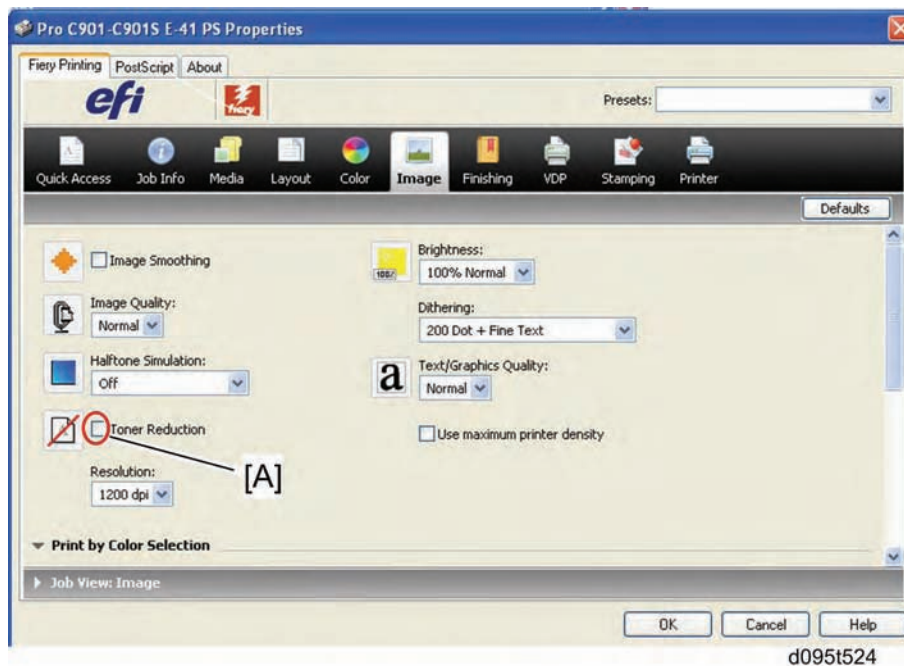 Pro C901-C901S E-41 PS Properties
Fiery Printing PostScript About
efi fiery Presets:
Quick Access Job Info Media Layout Color Image Finishing VDP Stamping Printer
Defaults
Image Smoothing
Image Quality:
Normal
Halftone Simulation:
Off
Toner Reduction
[A]
Resolution:
1200 dpi
Brightness:
100% Normal
Dithering:
200 Dot + Fine Text
a Text/Graphics Quality:
Normal
Use maximum printer density
Print by Color Selection
Job View: Image
OK Cancel Help
d095t524